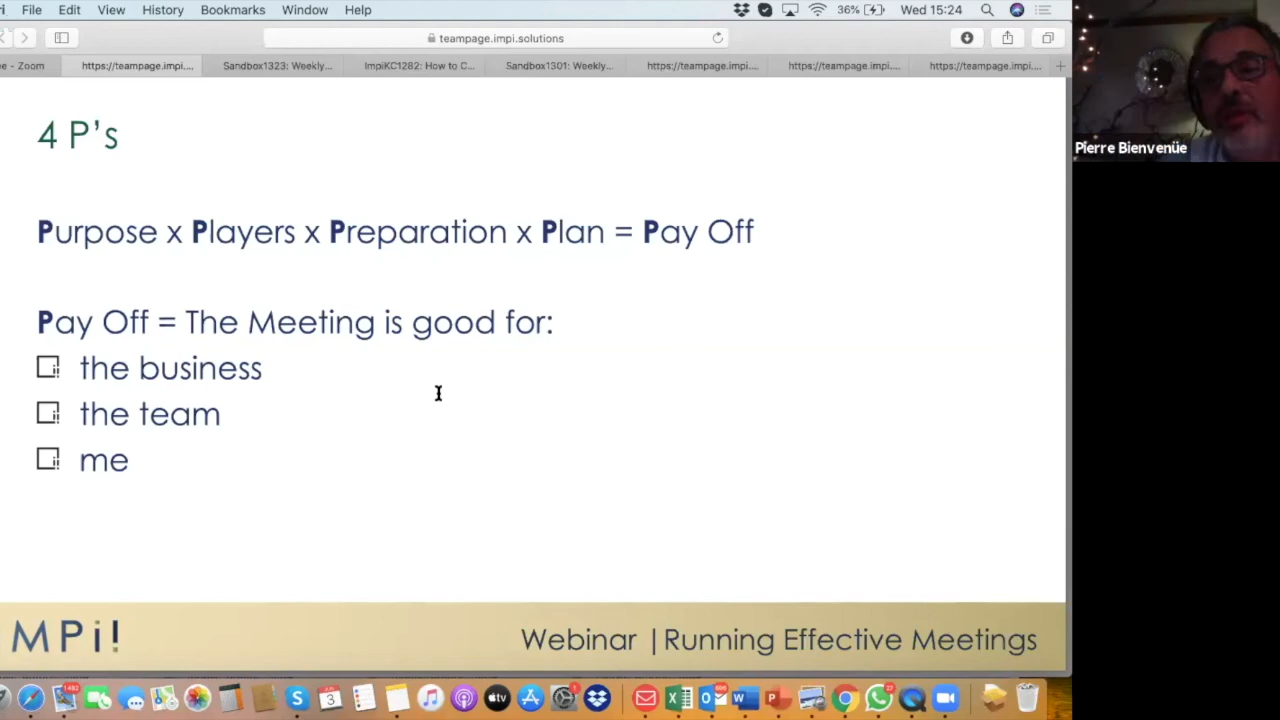 ri File Edit View History Bookmarks Window Help 36% Wed 15:24
teampage.impi.solutions
e - Zoom https://teampage.impi.... Sandbox1323: Weekly... ImpiKC1282: How to C... Sandbox1301: Weekly... https://teampage.impi.... https://teampage.impi.... https://teampage.impi....
Pierre Bienvenüe
4 P's
Purpose x Players x Preparation x Plan = Pay Off
Pay Off = The Meeting is good for:
the business
the team
me
MPi!
Webinar | Running Effective Meetings
tv
3